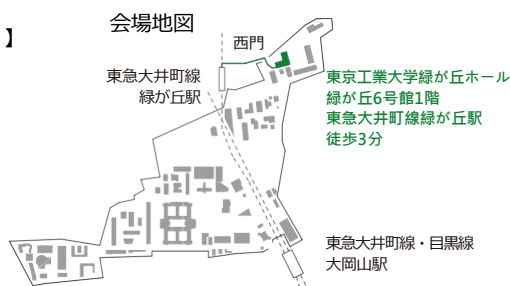 】
会場地図
西門
東急大井町線
緑が丘駅
東京工業大学緑が丘ホール
緑が丘6号館1階
東急大井町線緑が丘駅
徒歩3分
東急大井町線・目黒線
大岡山駅